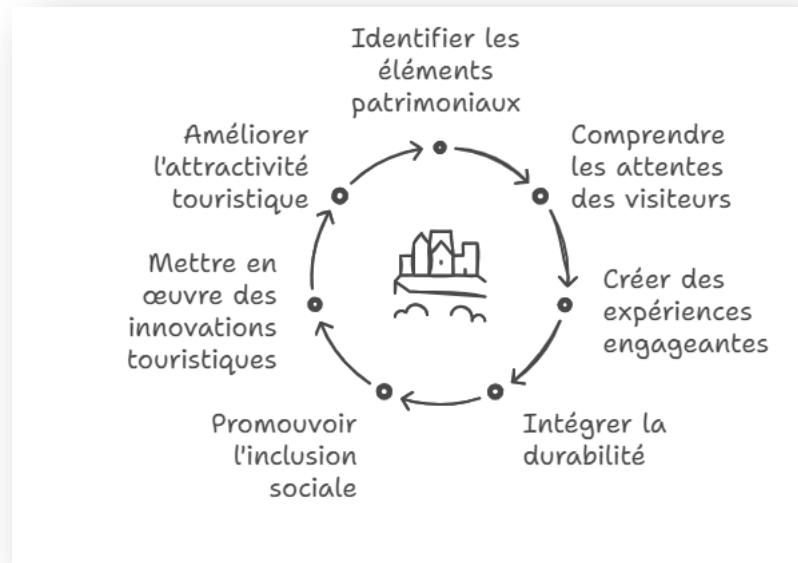 Identifier les
éléments
patrimoniaux
Comprendre
les attentes
des visiteurs
Créer des
expériences
engageantes
Intégrer la
durabilité
Promouvoir
l'inclusion
sociale
Mettre en
œuvre des
innovations
touristiques
Améliorer
l'attractivité
touristique